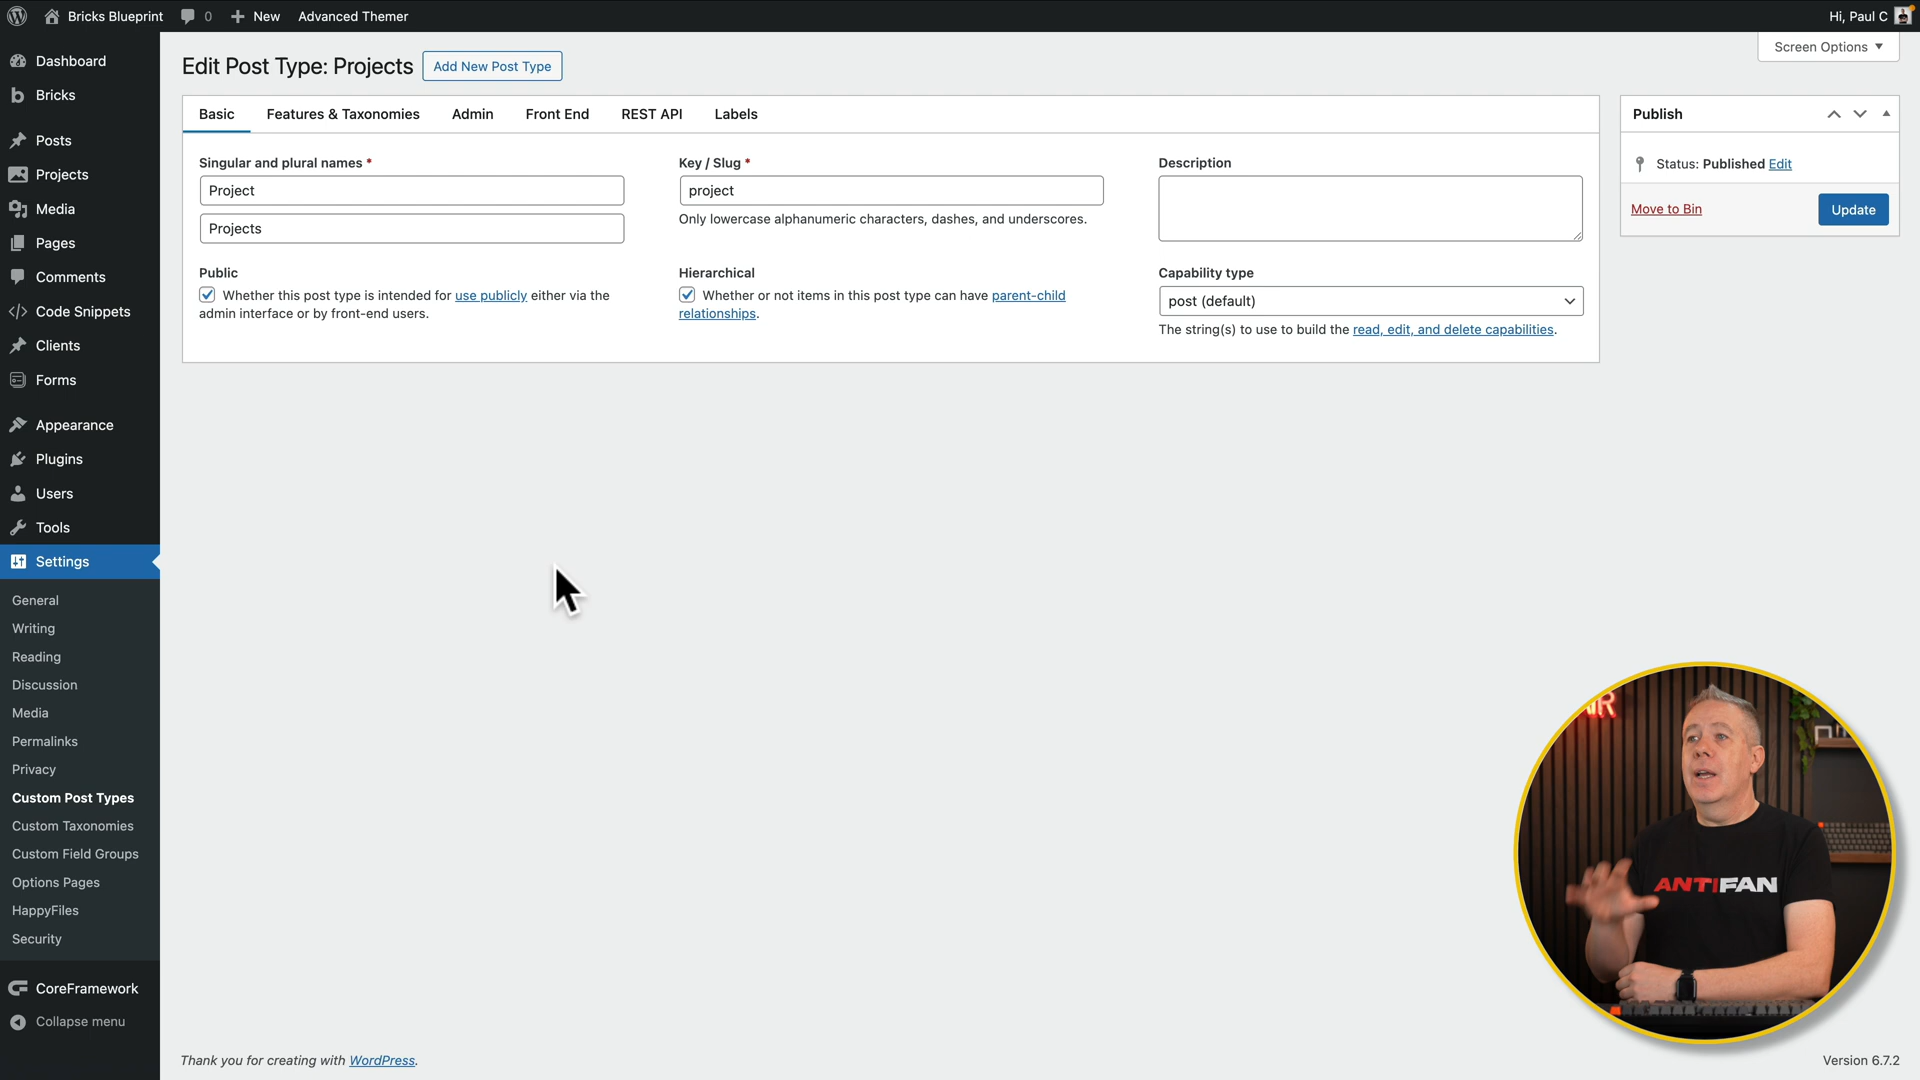 Bricks Blueprint
0
New
Advanced Themer
Hi, Paul C
Screen Options
Dashboard
Bricks
Posts
Projects
Media
Pages
Comments
Code Snippets
Clients
Forms
Appearance
Plugins
Users
Tools
Settings
General
Writing
Reading
Discussion
Media
Permalinks
Privacy
Custom Post Types
Custom Taxonomies
Custom Field Groups
Options Pages
HappyFiles
Security
CoreFramework
Collapse menu
Edit Post Type: Projects
Add New Post Type
Basic
Features & Taxonomies
Admin
Front End
REST API
Labels
Singular and plural names *
Project
Projects
Key / Slug *
project
Only lowercase alphanumeric characters, dashes, and underscores.
Description
Public
Whether this post type is intended for use publicly either via the
admin interface or by front-end users.
Hierarchical
Whether or not items in this post type can have parent-child
relationships.
Capability type
post (default)
The string(s) to use to build the read, edit, and delete capabilities.
Publish
Status: Published Edit
Move to Bin
Update
ANTIFAN
Thank you for creating with WordPress.
Version 6.7.2